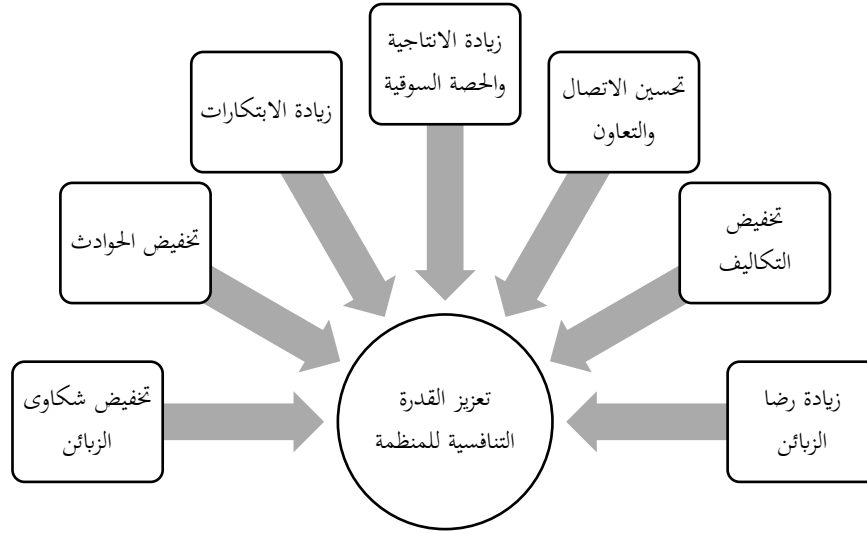 زيادة الانتاجية
والحصة السوقية
تحسين الاتصال
والتعاون
زيادة الابتكارات
تخفيض
التكاليف
تخفيض الحوادث
زيادة رضا
الزبائن
تعزيز القدرة
التنافسية للمنظمة
تخفيض شكاوى
الزبائن